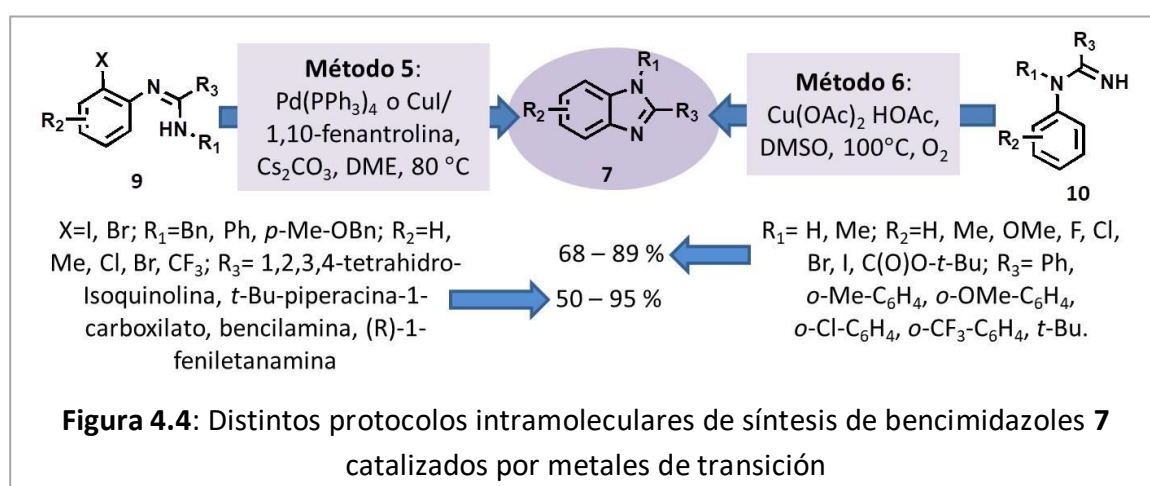 X
N
R3
R2
HN
R1
9
Método 5:
Pd(PPh3)4 o CuI/
1,10-fenantrolina,
Cs2CO3, DME, 80 °C
R1
N
R2
R3
N
7
Método 6:
Cu(OAc)2 HOAc,
DMSO, 100°C, O2
R3
R1
N
NH
R2
10
X=I, Br; R1=Bn, Ph, p-Me-OBn; R2=H,
Me, Cl, Br, CF3; R3= 1,2,3,4-tetrahidro-
Isoquinolina, t-Bu-piperacina-1-
carboxilato, bencilamina, (R)-1-
feniletanamina
68 – 89 %
50 – 95 %
R1= H, Me; R2=H, Me, OMe, F, Cl,
Br, I, C(O)O-t-Bu; R3= Ph,
o-Me-C6H4, o-OMe-C6H4,
o-Cl-C6H4, o-CF3-C6H4, t-Bu.
Figura 4.4: Distintos protocolos intramoleculares de síntesis de bencimidazoles 7
catalizados por metales de transición